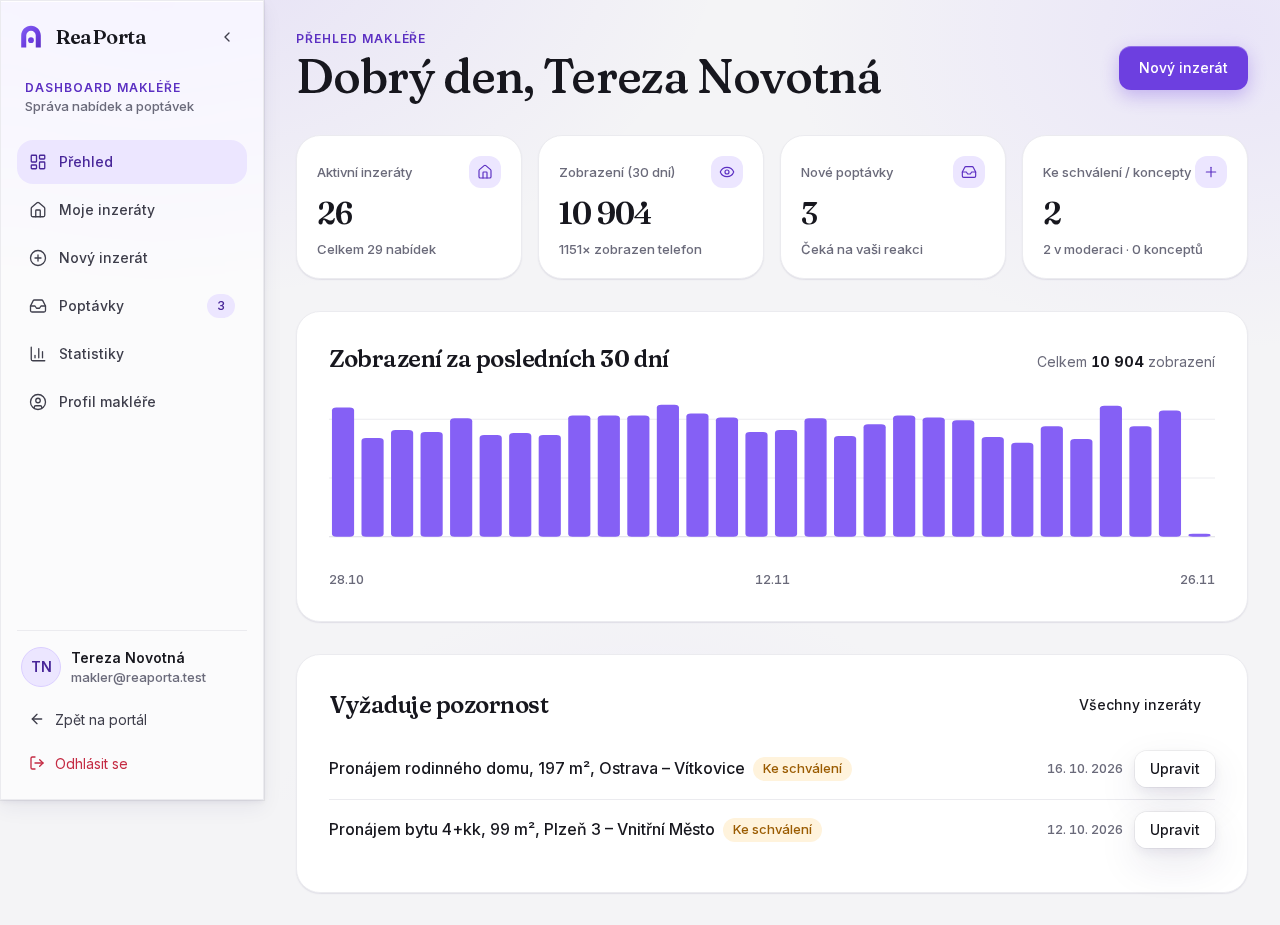 ReaPorta
DASHBOARD MAKLÉŘE
Správa nabídek a poptávek
Přehled
Moje inzeráty
Nový inzerát
Poptávky 3
Statistiky
Profil makléře
TN
Tereza Novotná
makler@reaporta.test
Zpět na portál
Odhlásit se
PŘEHLED MAKLÉŘE
Dobrý den, Tereza Novotná
Nový inzerát
Aktivní inzeráty
26
Celkem 29 nabídek
Zobrazení (30 dní)
10 904
1151× zobrazen telefon
Nové poptávky
3
Čeká na vaši reakci
Ke schválení / koncepty
2
2 v moderaci · 0 konceptů
Zobrazení za posledních 30 dní
Celkem 10 904 zobrazení
28.10 12.11 26.11
Vyžaduje pozornost
Všechny inzeráty
Pronájem rodinného domu, 197 m², Ostrava – Vítkovice Ke schválení 16. 10. 2026 Upravit
Pronájem bytu 4+kk, 99 m², Plzeň 3 – Vnitřní Město Ke schválení 12. 10. 2026 Upravit